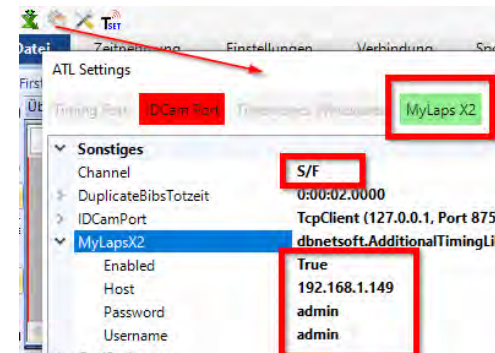 TSET
Datei Zeitnehmung Einstellungen Verbindung
ATL Settings
First
Timing Port IDCam Port MyLaps X2
Sonstiges
Channel S/F
DuplicateBibsTotzeit 0:00:02.0000
IDCamPort TcpClient (127.0.0.1, Port 875
MyLapsX2 dbnetsoft.AdditionalTimingLi
Enabled True
Host 192.168.1.149
Password admin
Username admin